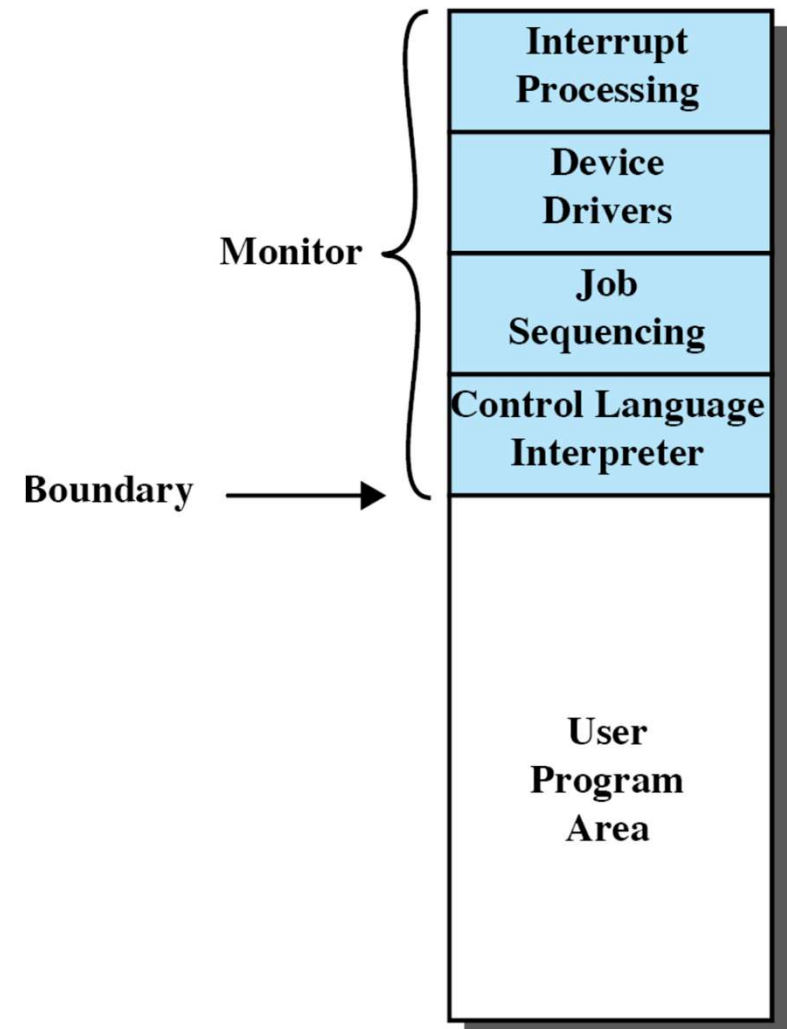 Interrupt
Processing
Device
Drivers
Monitor
Job
Sequencing
Control Language
Interpreter
Boundary
User
Program
Area